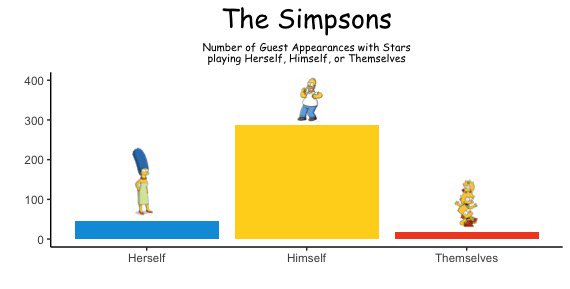 The Simpsons
Number of Guest Appearances with Stars
playing Herself, Himself, or Themselves
400
300
200
100
0
Herself Himself Themselves